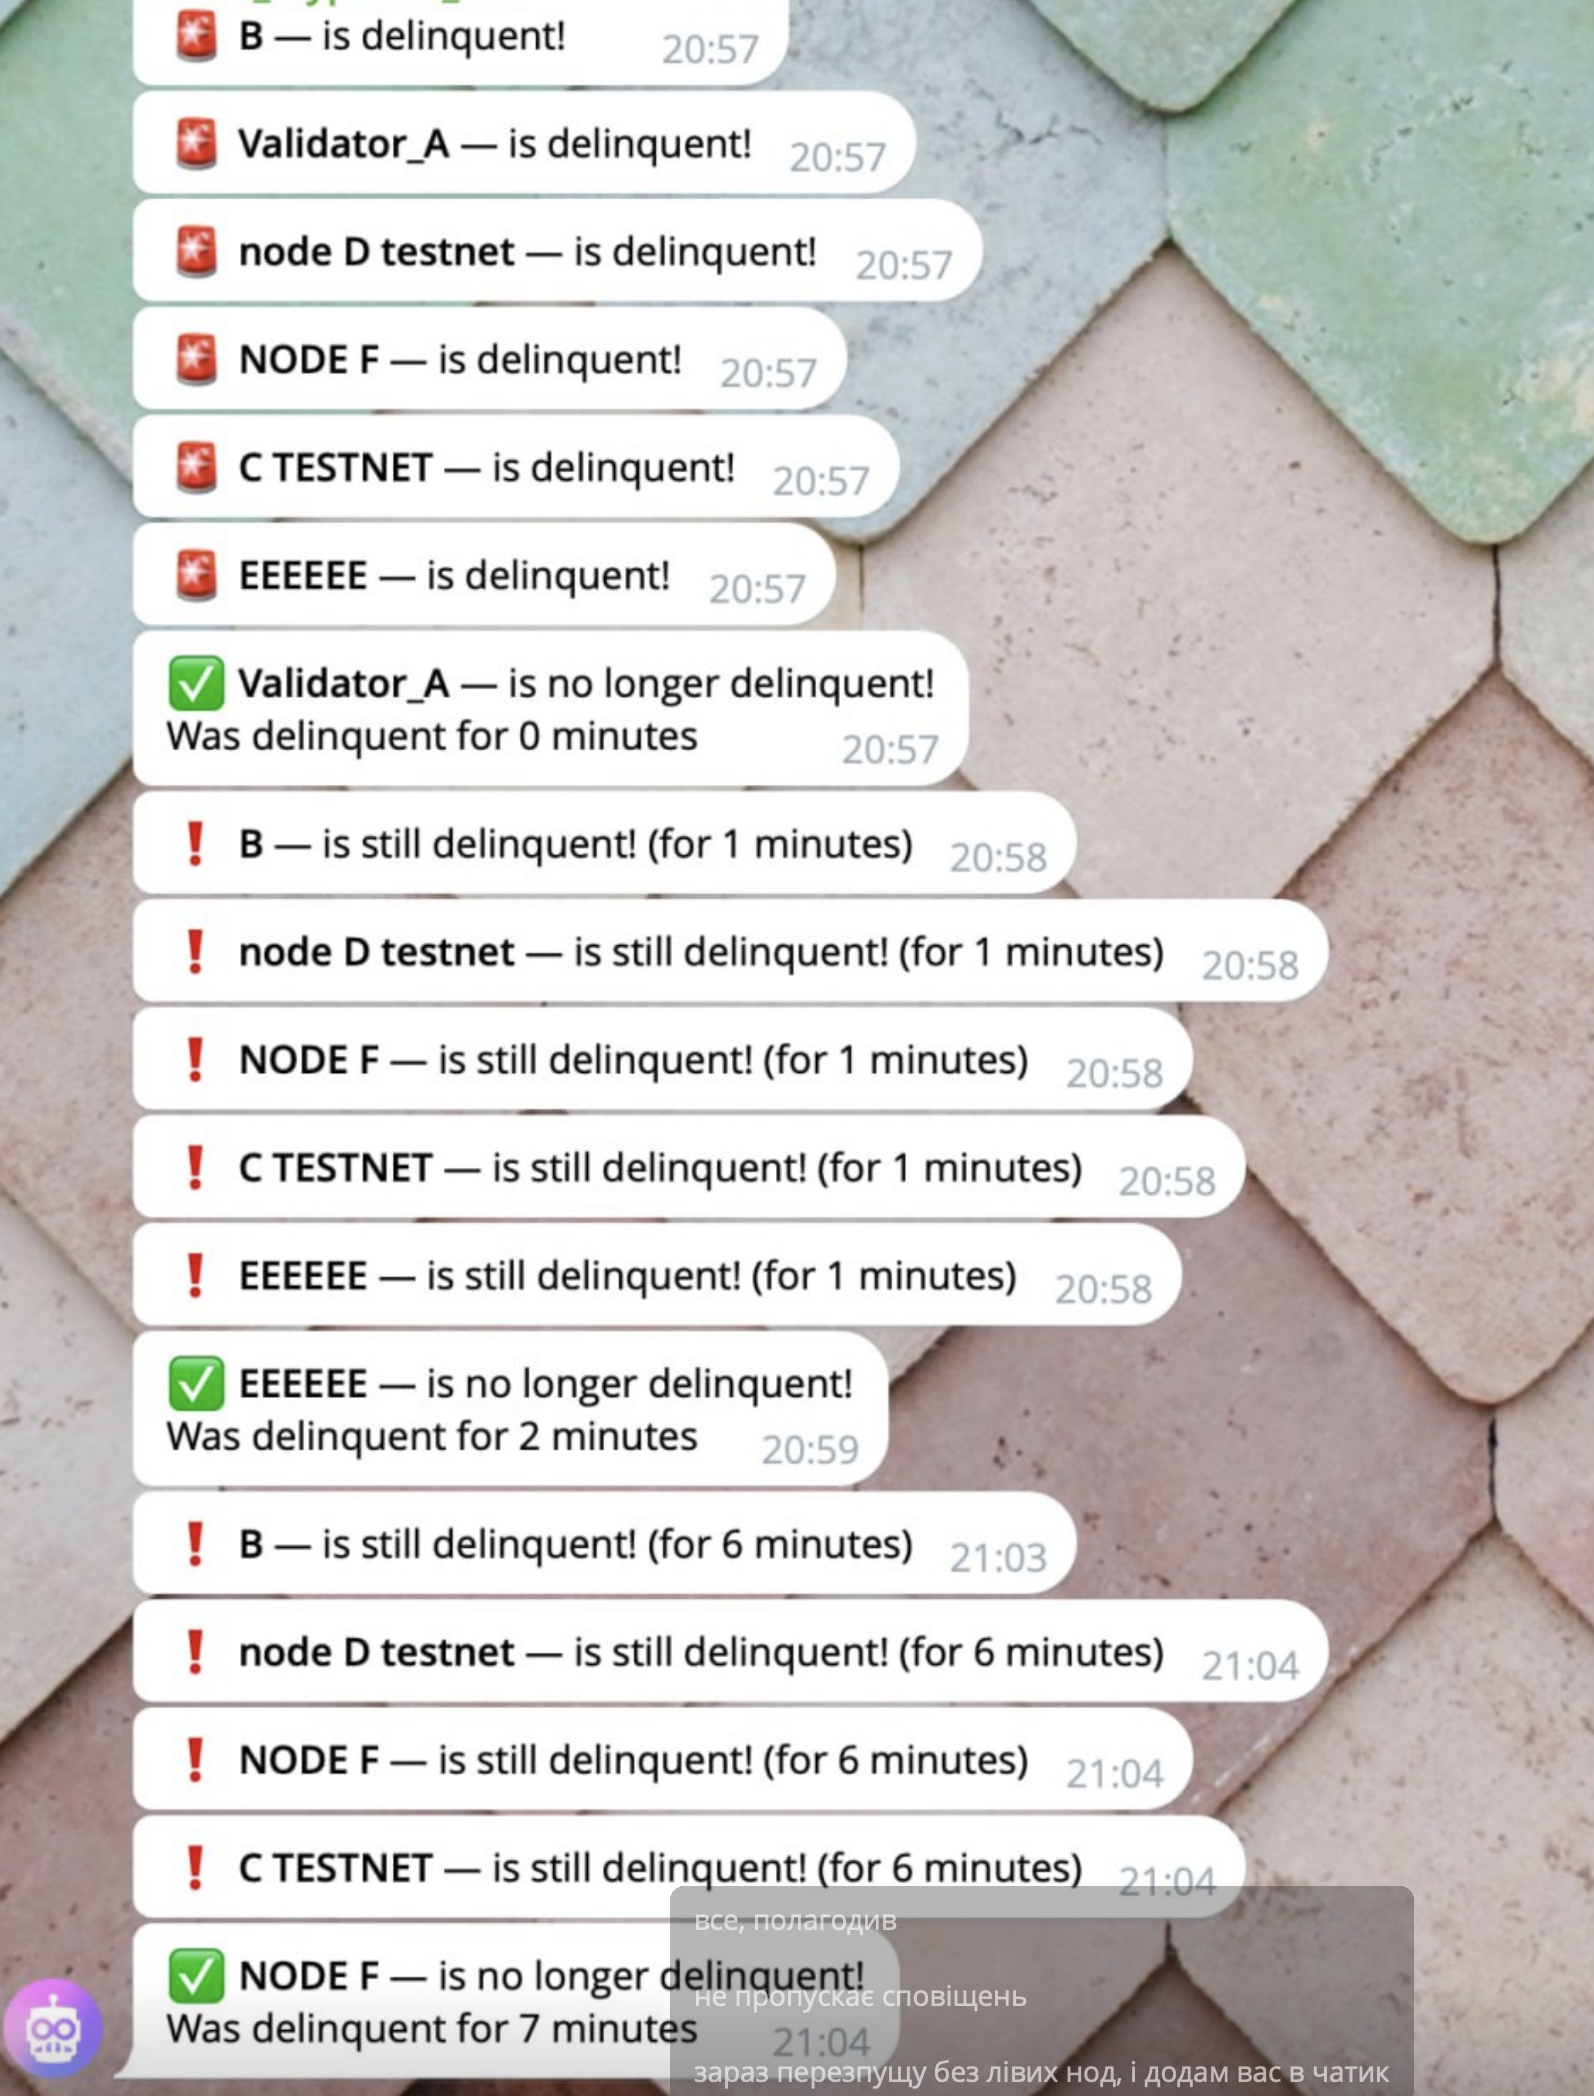 🚨 B — is delinquent! 20:57
🚨 Validator_A — is delinquent! 20:57
🚨 node D testnet — is delinquent! 20:57
🚨 NODE F — is delinquent! 20:57
🚨 C TESTNET — is delinquent! 20:57
🚨 EEEEEE — is delinquent! 20:57
✅ Validator_A — is no longer delinquent!
Was delinquent for 0 minutes 20:57
❗ B — is still delinquent! (for 1 minutes) 20:58
❗ node D testnet — is still delinquent! (for 1 minutes) 20:58
❗ NODE F — is still delinquent! (for 1 minutes) 20:58
❗ C TESTNET — is still delinquent! (for 1 minutes) 20:58
❗ EEEEEE — is still delinquent! (for 1 minutes) 20:58
✅ EEEEEE — is no longer delinquent!
Was delinquent for 2 minutes 20:59
❗ B — is still delinquent! (for 6 minutes) 21:03
❗ node D testnet — is still delinquent! (for 6 minutes) 21:04
❗ NODE F — is still delinquent! (for 6 minutes) 21:04
❗ C TESTNET — is still delinquent! (for 6 minutes) 21:04
все, полагодив
✅ NODE F — is no longer delinquent!
не пропускає сповіщень
Was delinquent for 7 minutes 21:04
зараз перезпущу без лівих нод, і додам вас в чатик